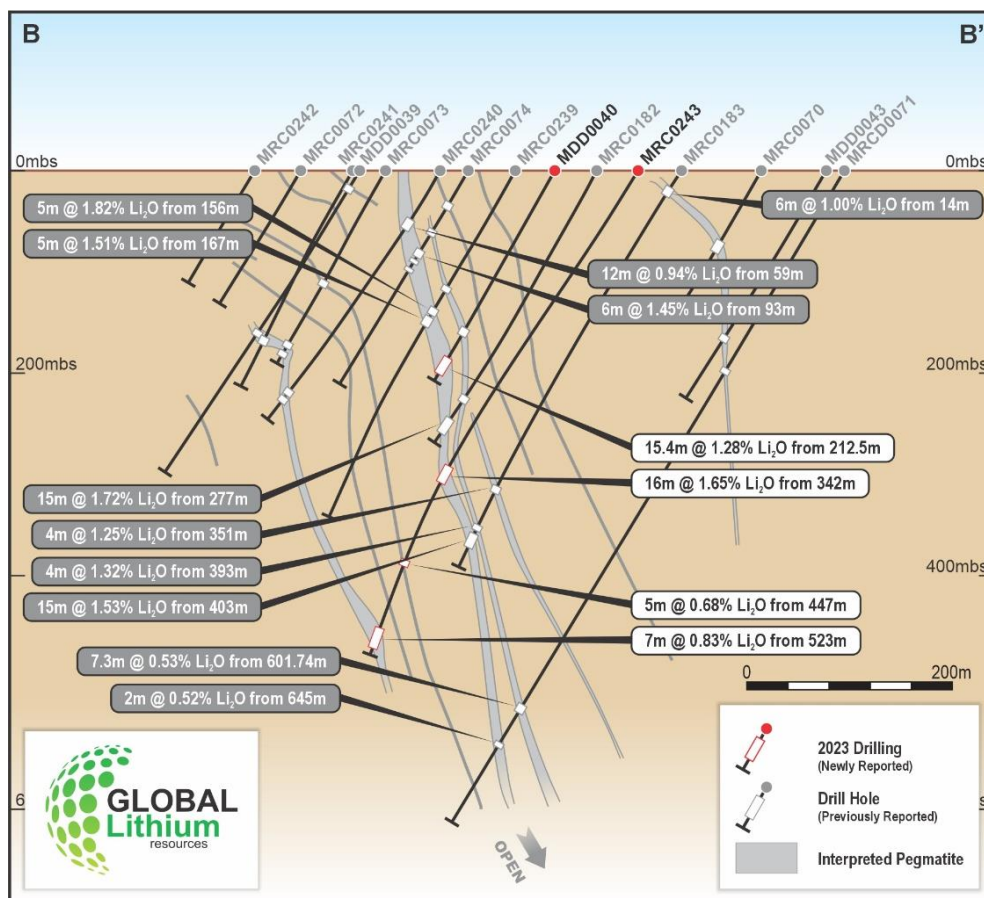 B
B'
MRC0242
MRC0072
MRC0241
MDD0039
MRC0073
MRC0240
MRC0074
MRC0239
MDD0040
MRC0182
MRC0243
MRC0183
MRC0070
MDD0043
MRCD0071
0mbs
0mbs
5m @ 1.82% Li₂O from 156m
6m @ 1.00% Li₂O from 14m
5m @ 1.51% Li₂O from 167m
12m @ 0.94% Li₂O from 59m
6m @ 1.45% Li₂O from 93m
200mbs
200mbs
15.4m @ 1.28% Li₂O from 212.5m
16m @ 1.65% Li₂O from 342m
15m @ 1.72% Li₂O from 277m
4m @ 1.25% Li₂O from 351m
4m @ 1.32% Li₂O from 393m
15m @ 1.53% Li₂O from 403m
400mbs
5m @ 0.68% Li₂O from 447m
7m @ 0.83% Li₂O from 523m
7.3m @ 0.53% Li₂O from 601.74m
2m @ 0.52% Li₂O from 645m
0
200m
2023 Drilling
(Newly Reported)
Drill Hole
(Previously Reported)
Interpreted Pegmatite
GLOBAL
Lithium
resources
6
s
OPEN